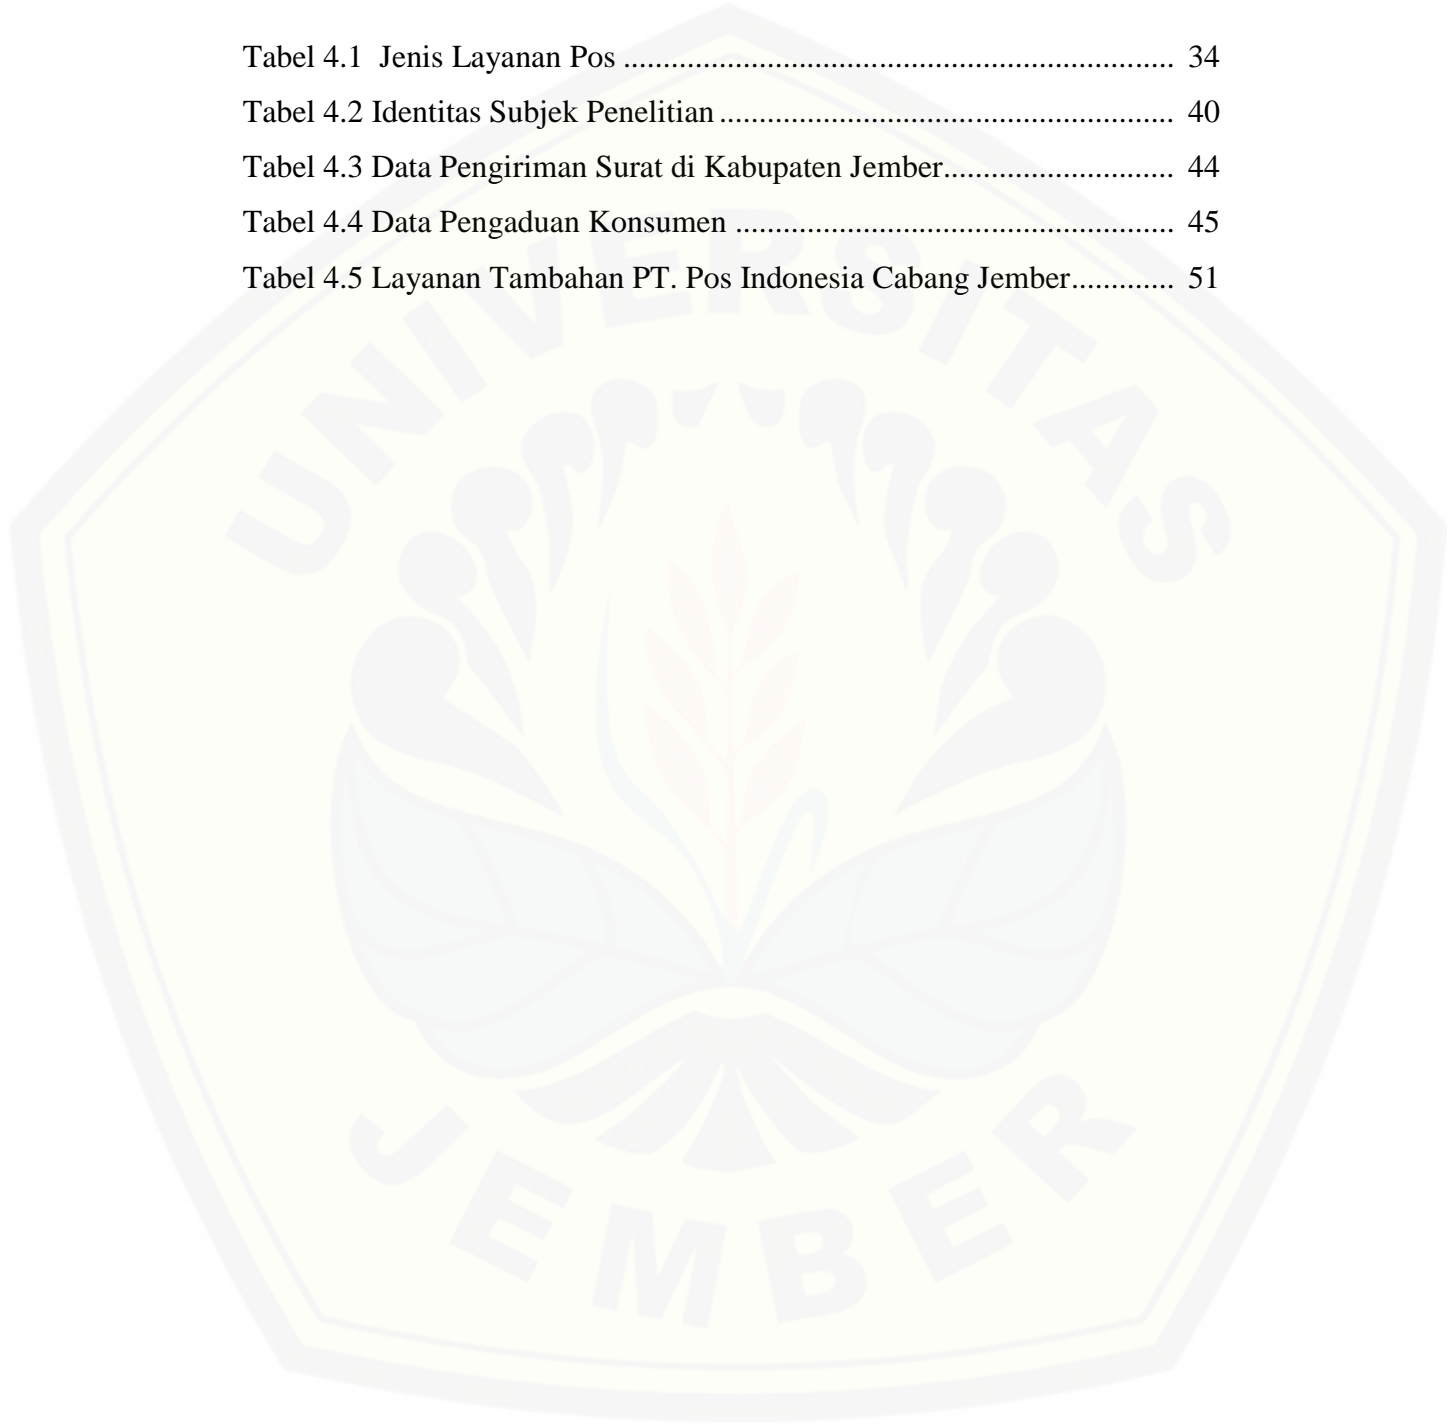 Tabel 4.1  Jenis Layanan Pos ..................................................................... 34
Tabel 4.2 Identitas Subjek Penelitian ......................................................... 40
Tabel 4.3 Data Pengiriman Surat di Kabupaten Jember............................. 44
Tabel 4.4 Data Pengaduan Konsumen ....................................................... 45
Tabel 4.5 Layanan Tambahan PT. Pos Indonesia Cabang Jember............. 51
UNIVERSITAS
JEMBER